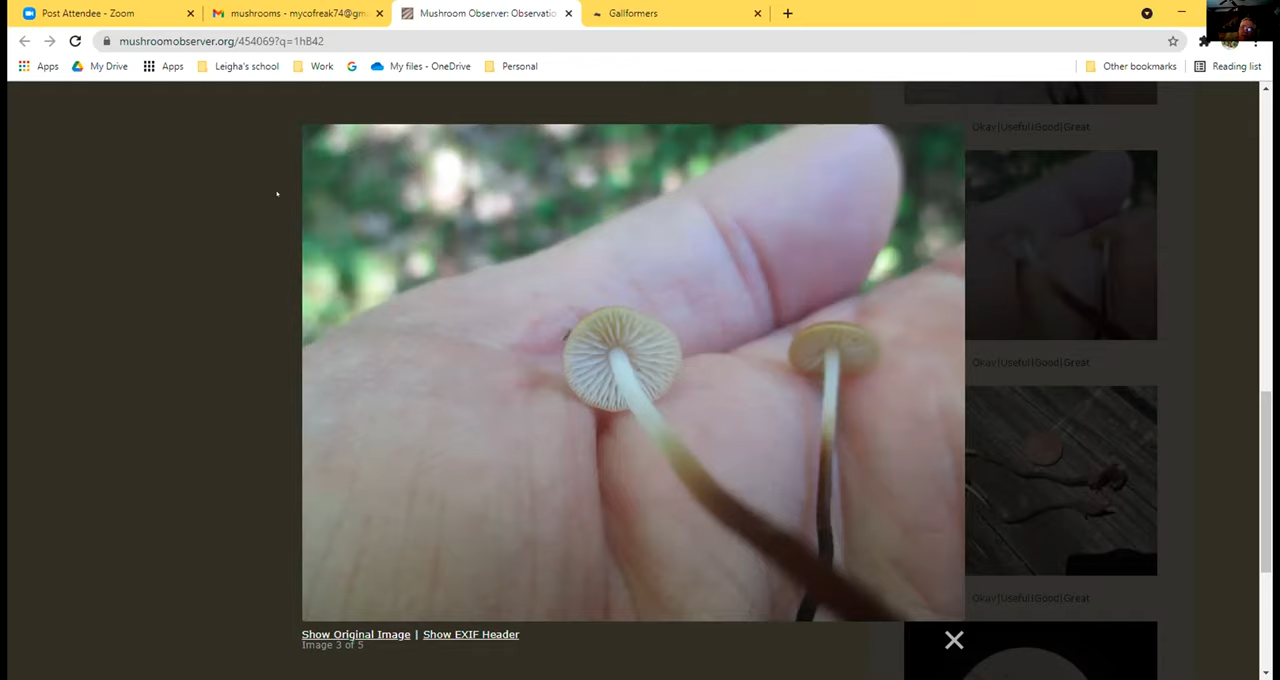 Post Attendee - Zoom
mushrooms - mycofreak74@gm
Mushroom Observer: Observatio
Gallformers
mushroomobserver.org/454069?q=1hB42
Apps
My Drive
Apps
Leigha's school
Work
My files - OneDrive
Personal
Other bookmarks
Reading list
Okay|Useful|Good|Great
Okay|Useful|Good|Great
Okay|Useful|Good|Great
Show Original Image | Show EXIF Header
Image 3 of 5